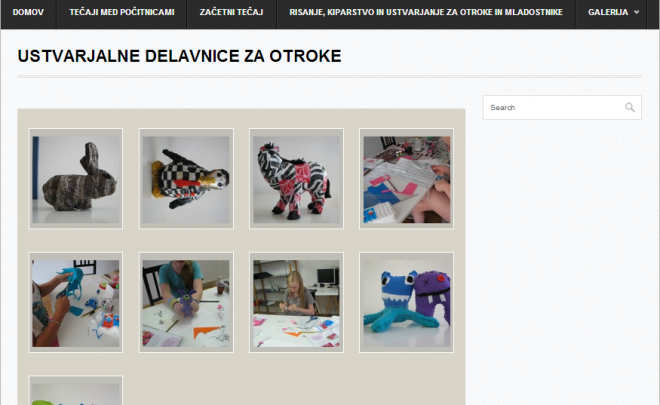 DOMOV
TEČAJI MED POČITNICAMI
ZAČETNI TEČAJ
RISANJE, KIPARSTVO IN USTVARJANJE ZA OTROKE IN MLADOSTNIKE
GALERIJA
USTVARJALNE DELAVNICE ZA OTROKE
Search